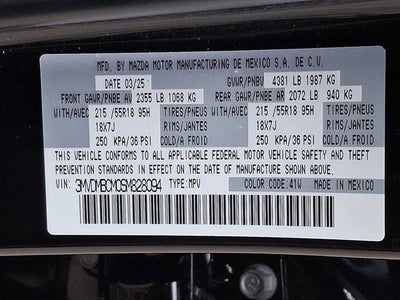 MFD. BY MAZDA MOTOR MANUFACTURING DE MEXICO S.A. DE C.V.
DATE 03/25 GVWR/PNBV 4381 LB 1987 KG
FRONT GAWR/PNBE AV 2355 LB 1068 KG REAR GAWR/PNBE AR 2072 LB 940 KG
WITH/AVEC 215/55R18 95H TIRES/PNEUS WITH/AVEC 215/55R18 95H TIRES/PNEUS
18X7J RIMS/JANTES 18X7J RIMS/JANTES
250 KPA/36 PSI COLD/A FROID 250 KPA/36 PSI COLD/A FROID
THIS VEHICLE CONFORMS TO ALL APPLICABLE FEDERAL MOTOR VEHICLE SAFETY AND THEFT
PREVENTION STANDARDS IN EFFECT ON THE DATE OF MANUFACTURE SHOWN ABOVE.
VIN: 3MVDMBCM0SM828094 TYPE: MPV COLOR CODE: 41W MADE IN MEXICO